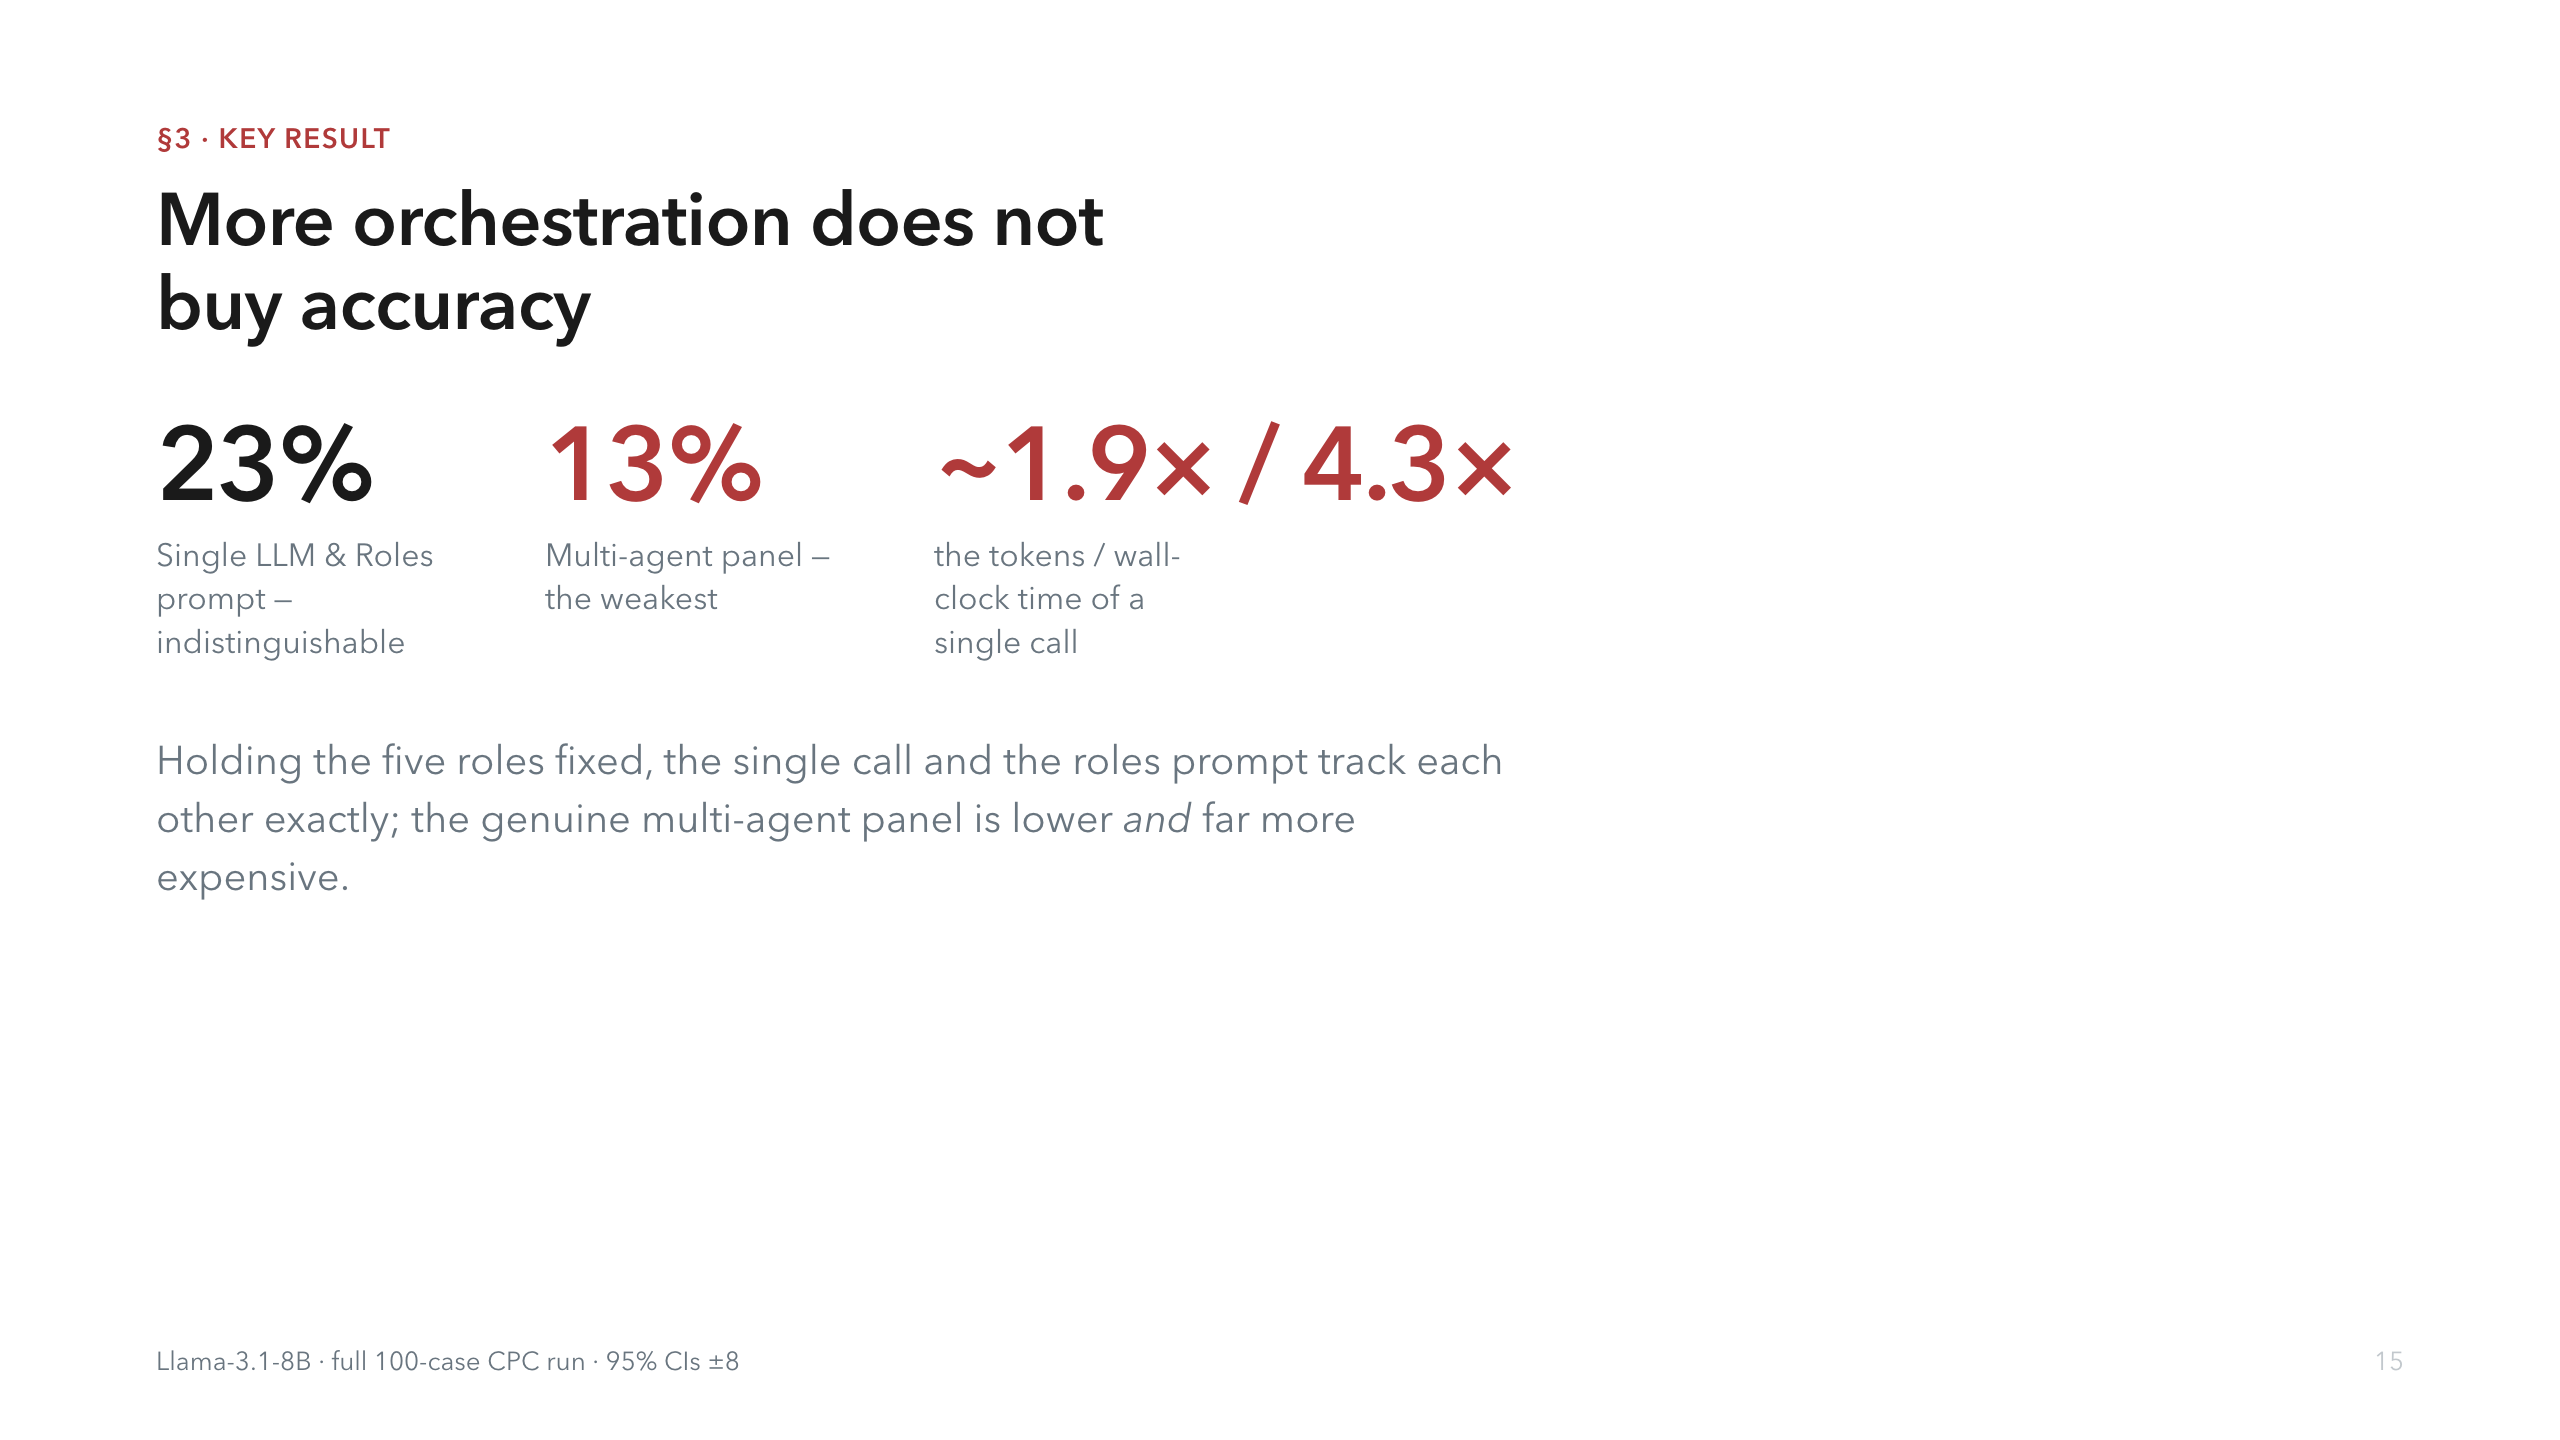 §3 · KEY RESULT
More orchestration does not
buy accuracy
23%
Single LLM & Roles
prompt –
indistinguishable
13%
Multi-agent panel –
the weakest
~1.9× / 4.3×
the tokens / wall-
clock time of a
single call
Holding the five roles fixed, the single call and the roles prompt track each
other exactly; the genuine multi-agent panel is lower and far more
expensive.
Llama-3.1-8B · full 100-case CPC run · 95% CIs ±8
15